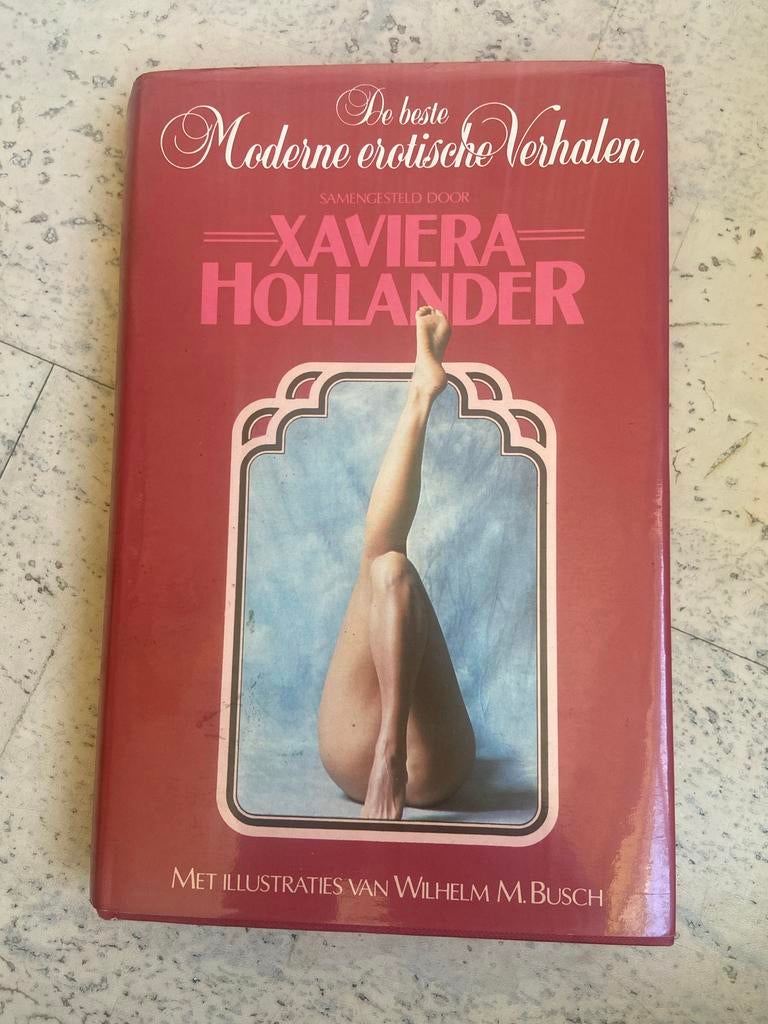 De beste
Moderne erotische Verhalen
SAMENGESTELD DOOR
XAVIERA
HOLLANDER
MET ILLUSTRATIES VAN WILHELM M. BUSCH